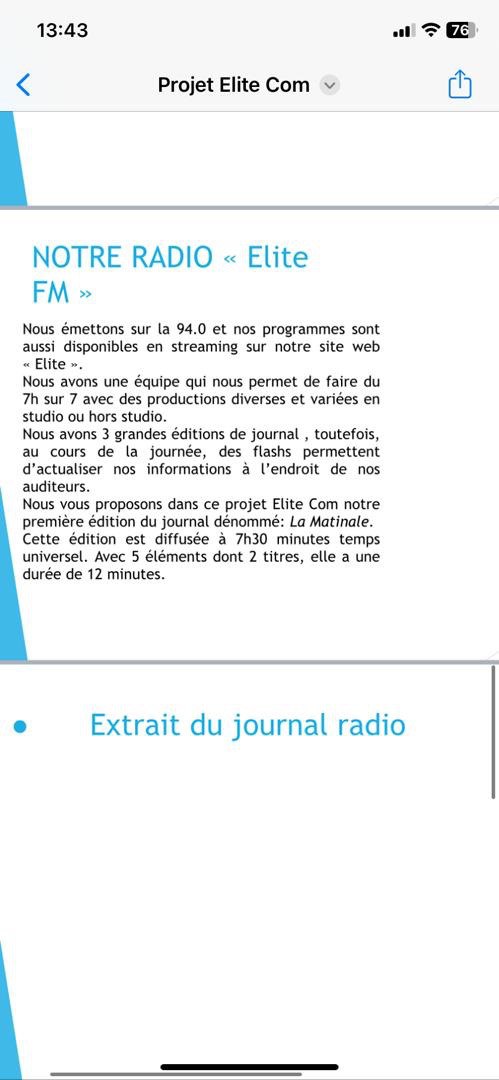 13:43
76
Projet Elite Com
NOTRE RADIO « Elite
FM »
Nous émettons sur la 94.0 et nos programmes sont
aussi disponibles en streaming sur notre site web
« Elite ».
Nous avons une équipe qui nous permet de faire du
7h sur 7 avec des productions diverses et variées en
studio ou hors studio.
Nous avons 3 grandes éditions de journal , toutefois,
au cours de la journée, des flashs permettent
d’actualiser nos informations à l’endroit de nos
auditeurs.
Nous vous proposons dans ce projet Elite Com notre
première édition du journal dénommé: La Matinale.
Cette édition est diffusée à 7h30 minutes temps
universel. Avec 5 éléments dont 2 titres, elle a une
durée de 12 minutes.
• Extrait du journal radio